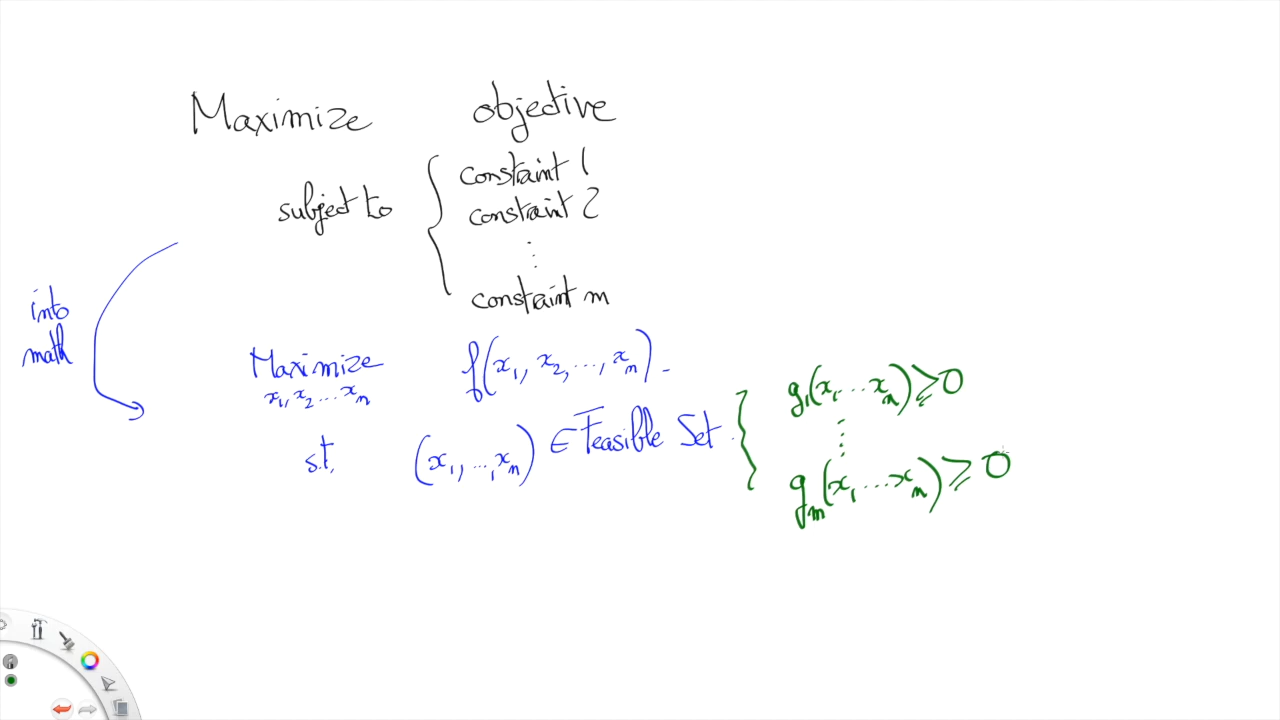 Maximize objective
subject to { constraint 1
constraint 2
⋮
constraint m
into
math
Maximize f(x₁, x₂, ..., xₙ).
x₁, x₂ ... xₙ
s.t. (x₁, ..., xₙ) ∈ Feasible Set {
g₁(x₁ ... xₙ) ≥ 0
⋮
gₘ(x₁ ... xₙ) ≥ 0